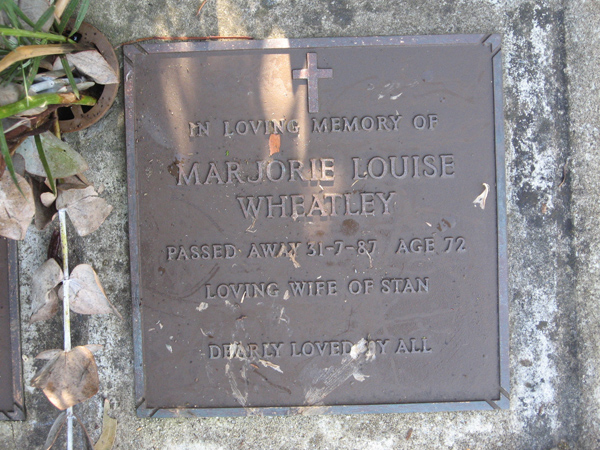 IN LOVING MEMORY OF
MARJORIE LOUISE
WHEATLEY
PASSED AWAY 31-7-87 AGE 72
LOVING WIFE OF STAN
DEARLY LOVED BY ALL